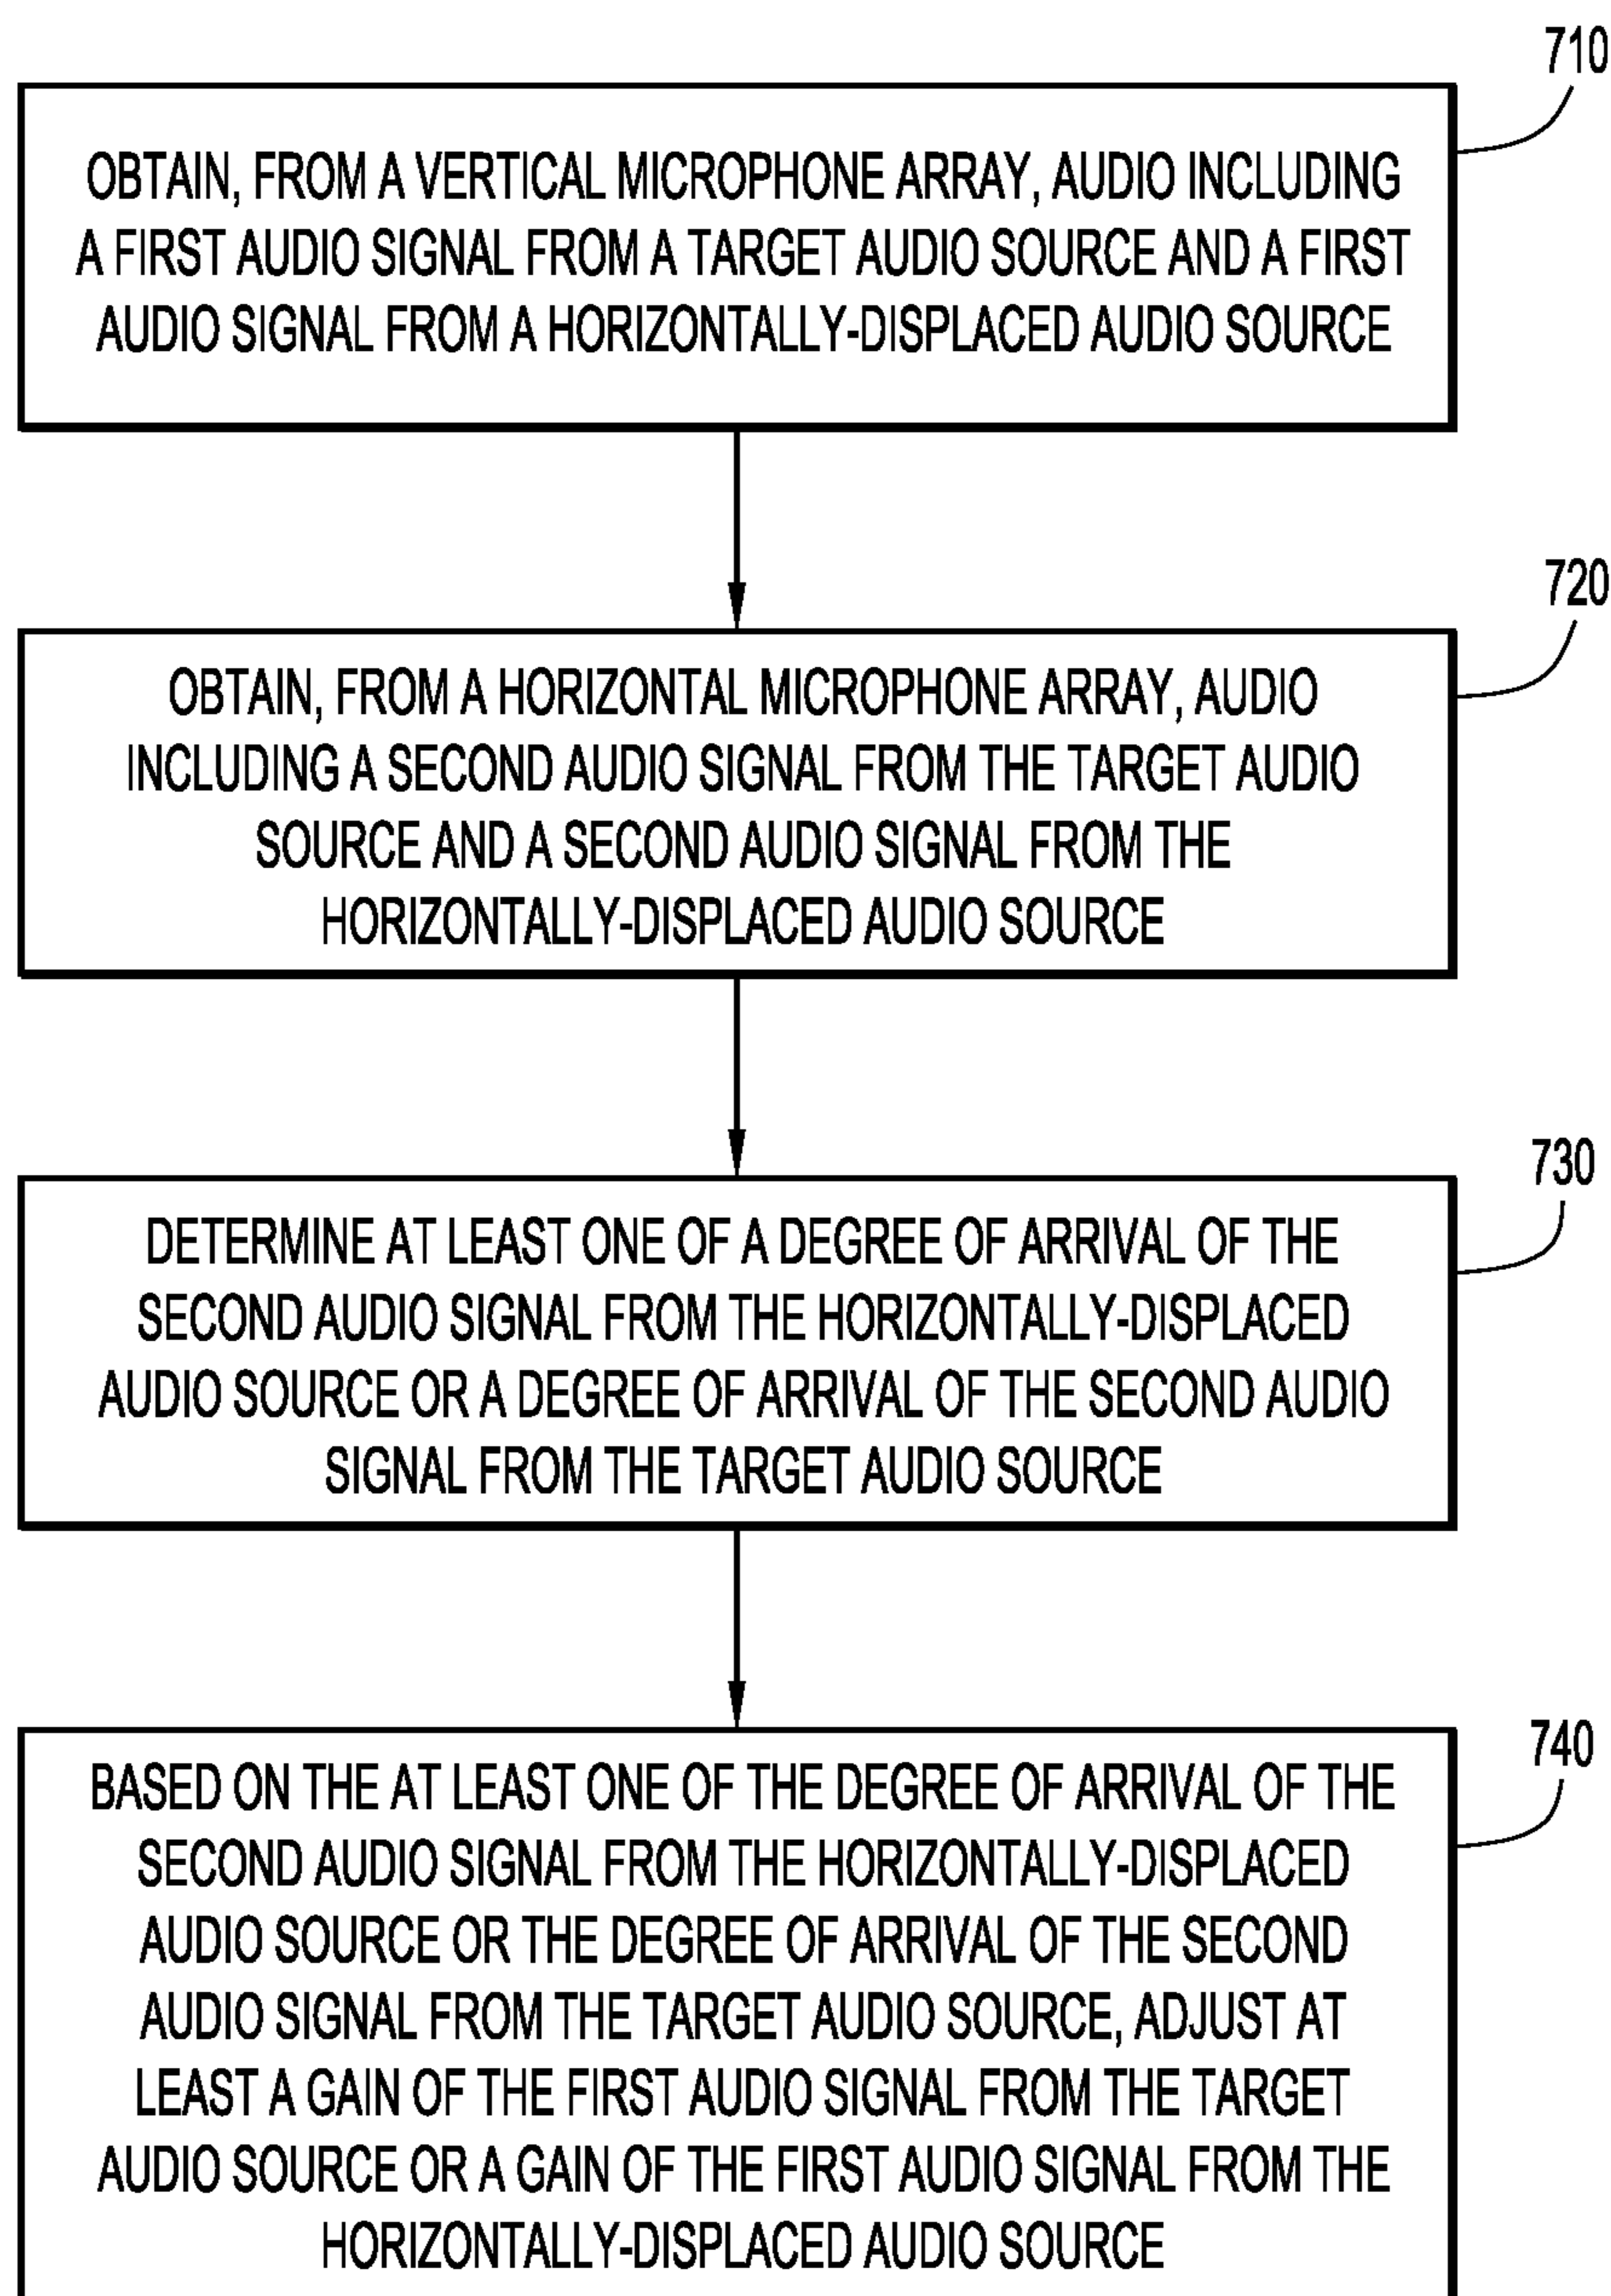 710
OBTAIN, FROM A VERTICAL MICROPHONE ARRAY, AUDIO INCLUDING
A FIRST AUDIO SIGNAL FROM A TARGET AUDIO SOURCE AND A FIRST
AUDIO SIGNAL FROM A HORIZONTALLY-DISPLACED AUDIO SOURCE
720
OBTAIN, FROM A HORIZONTAL MICROPHONE ARRAY, AUDIO
INCLUDING A SECOND AUDIO SIGNAL FROM THE TARGET AUDIO
SOURCE AND A SECOND AUDIO SIGNAL FROM THE
HORIZONTALLY-DISPLACED AUDIO SOURCE
730
DETERMINE AT LEAST ONE OF A DEGREE OF ARRIVAL OF THE
SECOND AUDIO SIGNAL FROM THE HORIZONTALLY-DISPLACED
AUDIO SOURCE OR A DEGREE OF ARRIVAL OF THE SECOND AUDIO
SIGNAL FROM THE TARGET AUDIO SOURCE
740
BASED ON THE AT LEAST ONE OF THE DEGREE OF ARRIVAL OF THE
SECOND AUDIO SIGNAL FROM THE HORIZONTALLY-DISPLACED
AUDIO SOURCE OR THE DEGREE OF ARRIVAL OF THE SECOND
AUDIO SIGNAL FROM THE TARGET AUDIO SOURCE, ADJUST AT
LEAST A GAIN OF THE FIRST AUDIO SIGNAL FROM THE TARGET
AUDIO SOURCE OR A GAIN OF THE FIRST AUDIO SIGNAL FROM THE
HORIZONTALLY-DISPLACED AUDIO SOURCE